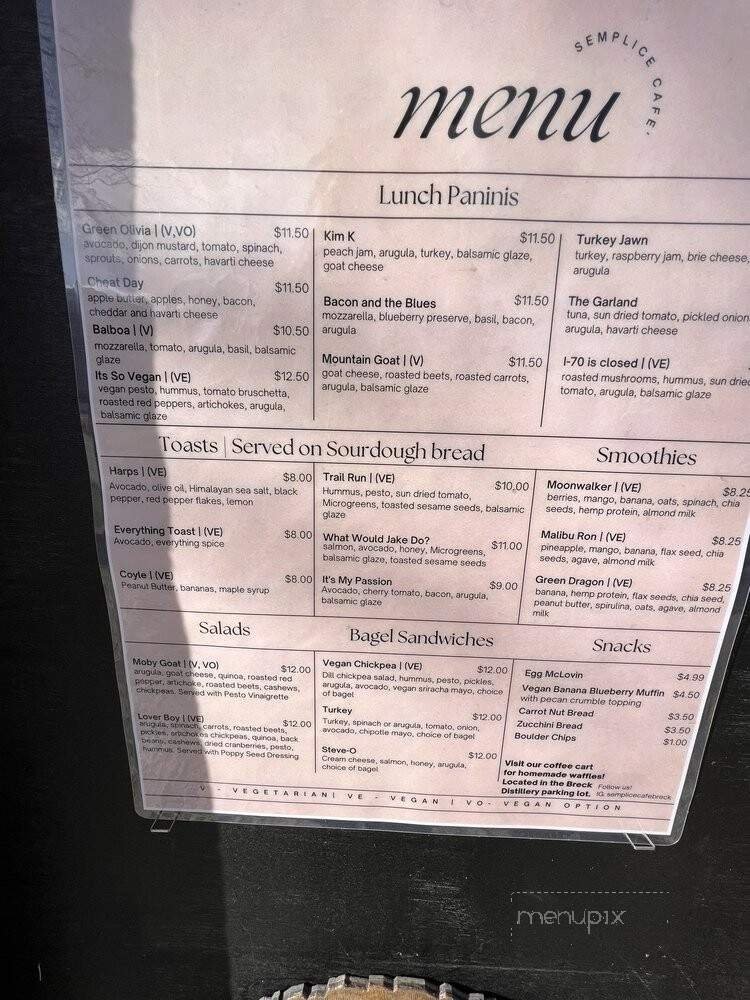 SEMPLICE CAFE.
menu
Lunch Paninis
Green Olivia | (V,VO) $11.50
avocado, dijon mustard, tomato, spinach,
sprouts, onions, carrots, havarti cheese
Cheat Day $11.50
apple butter, apples, honey, bacon,
cheddar and havarti cheese
Balboa | (V) $10.50
mozzarella, tomato, arugula, basil, balsamic
glaze
Its So Vegan | (VE) $12.50
vegan pesto, hummus, tomato bruschetta,
roasted red peppers, artichokes, arugula,
balsamic glaze
Kim K $11.50
peach jam, arugula, turkey, balsamic glaze,
goat cheese
Bacon and the Blues $11.50
mozzarella, blueberry preserve, basil, bacon,
arugula
Mountain Goat | (V) $11.50
goat cheese, roasted beets, roasted carrots,
arugula, balsamic glaze
Turkey Jawn
turkey, raspberry jam, brie cheese,
arugula
The Garland
tuna, sun dried tomato, pickled onion
arugula, havarti cheese
I-70 is closed | (VE)
roasted mushrooms, hummus, sun dried
tomato, arugula, balsamic glaze
Toasts | Served on Sourdough bread
Harps | (VE) $8.00
Avocado, olive oil, Himalayan sea salt, black
pepper, red pepper flakes, lemon
Everything Toast | (VE) $8.00
Avocado, everything spice
Coyle | (VE) $8.00
Peanut Butter, bananas, maple syrup
Trail Run | (VE) $10.00
Hummus, pesto, sun dried tomato,
Microgreens, toasted sesame seeds, balsamic
glaze
What Would Jake Do? $11.00
salmon, avocado, honey, Microgreens,
balsamic glaze, toasted sesame seeds
It's My Passion $9.00
Avocado, cherry tomato, bacon, arugula,
balsamic glaze
Smoothies
Moonwalker | (VE) $8.25
berries, mango, banana, oats, spinach, chia
seeds, hemp protein, almond milk
Malibu Ron | (VE) $8.25
pineapple, mango, banana, flax seed, chia
seeds, agave, almond milk
Green Dragon | (VE) $8.25
banana, hemp protein, flax seeds, chia seed,
peanut butter, spirulina, oats, agave, almond
milk
Salads
Moby Goat | (V, VO) $12.00
arugula, goat cheese, quinoa, roasted red
pepper, artichoke, roasted beets, cashews,
chickpeas. Served with Pesto Vinaigrette
Lover Boy | (VE) $12.00
arugula, spinach, carrots, roasted beets,
pickles, artichokes chickpeas, quinoa, back
beans, cashews, dried cranberries, pesto,
hummus. Served with Poppy Seed Dressing
Bagel Sandwiches
Vegan Chickpea | (VE) $12.00
Dill chickpea salad, hummus, pesto, pickles,
arugula, avocado, vegan sriracha mayo, choice
of bagel
Turkey $12.00
Turkey, spinach or arugula, tomato, onion,
avocado, chipotle mayo, choice of bagel
Steve-O $12.00
Cream cheese, salmon, honey, arugula,
choice of bagel
Snacks
Egg McLovin $4.99
Vegan Banana Blueberry Muffin $4.50
with pecan crumble topping
Carrot Nut Bread $3.50
Zucchini Bread $3.50
Boulder Chips $1.00
Visit our coffee cart
for homemade waffles!
Located in the Breck
Distillery parking lot.
Follow us!
IG: semplicecafebreck
V - VEGETARIAN | VE - VEGAN | VO- VEGAN OPTION
menupix